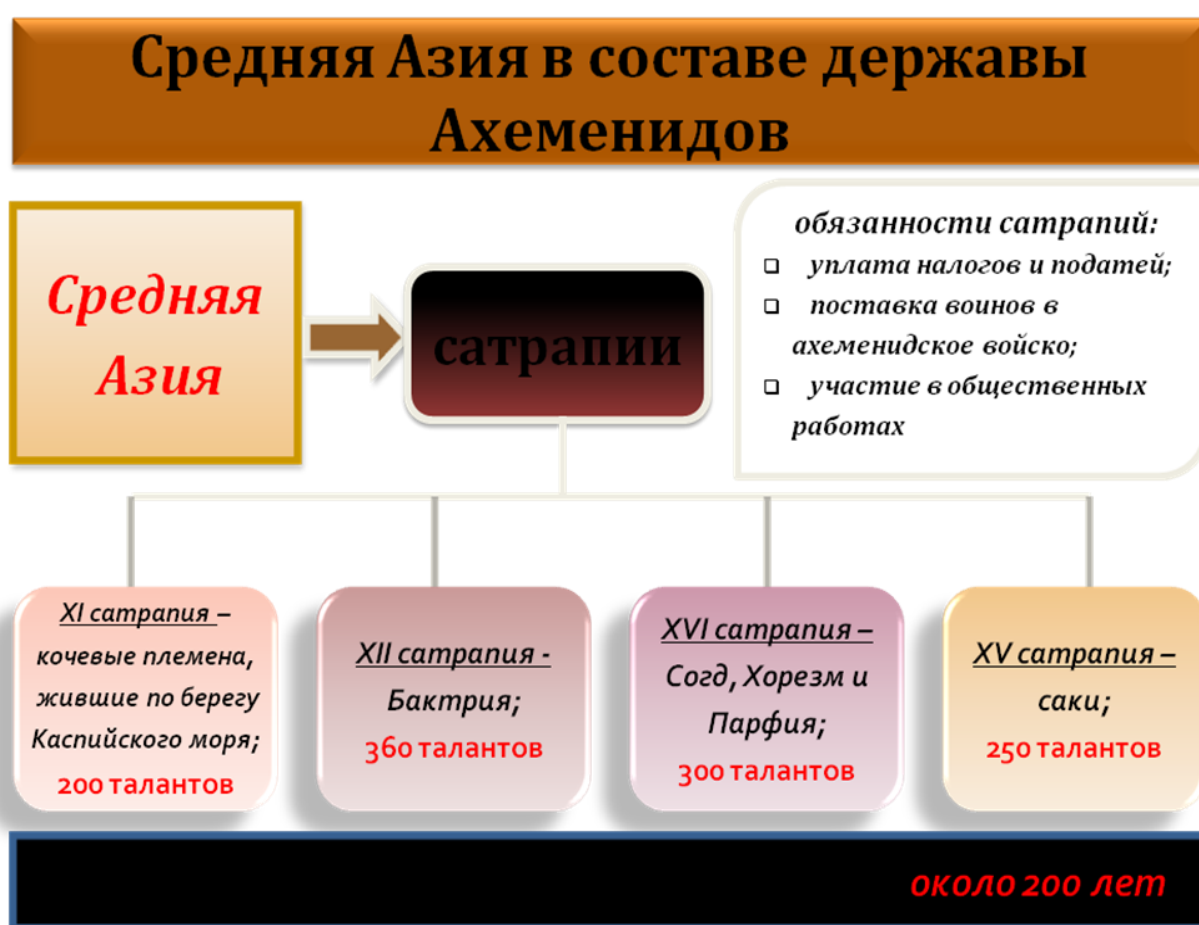 Средняя Азия в составе державы
Ахеменидов
Средняя
Азия
сатрапии
обязанности сатрапий:
уплата налогов и податей;
поставка воинов в
ахеменидское войско;
участие в общественных
работах
XI сатрапия –
кочевые племена,
жившие по берегу
Каспийского моря;
200 талантов
XII сатрапия -
Бактрия;
360 талантов
XVI сатрапия –
Согд, Хорезм и
Парфия;
300 талантов
XV сатрапия –
саки;
250 талантов
около 200 лет